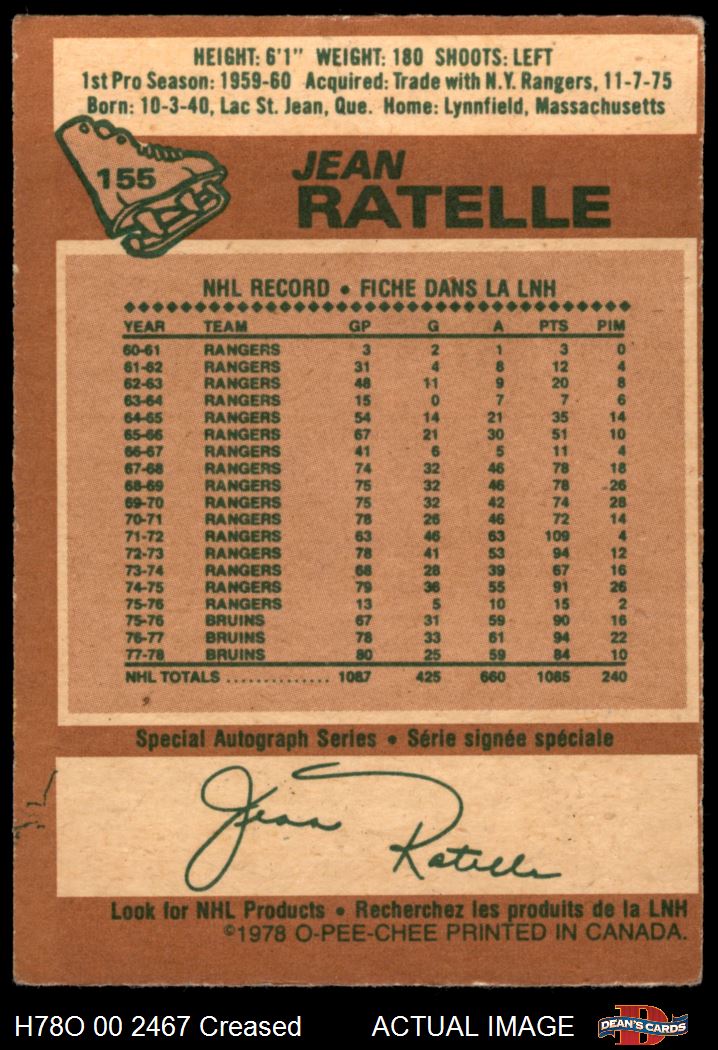 HEIGHT: 6'1" WEIGHT: 180 SHOOTS: LEFT
1st Pro Season: 1959-60 Acquired: Trade with N.Y. Rangers, 11-7-75
Born: 10-3-40, Lac St. Jean, Que. Home: Lynnfield, Massachusetts
155
JEAN
RATELLE
NHL RECORD • FICHE DANS LA LNH
YEAR TEAM GP G A PTS PIM
60-61 RANGERS 3 2 1 3 0
61-62 RANGERS 31 4 8 12 4
62-63 RANGERS 48 11 9 20 8
63-64 RANGERS 15 0 7 7 6
64-65 RANGERS 54 14 21 35 14
65-66 RANGERS 67 21 30 51 10
66-67 RANGERS 41 6 5 11 4
67-68 RANGERS 74 32 46 78 18
68-69 RANGERS 75 32 46 78 26
69-70 RANGERS 75 32 42 74 28
70-71 RANGERS 78 26 46 72 14
71-72 RANGERS 63 46 63 109 4
72-73 RANGERS 78 41 53 94 12
73-74 RANGERS 68 28 39 67 16
74-75 RANGERS 79 36 55 91 26
75-76 RANGERS 13 5 10 15 2
75-76 BRUINS 67 31 59 90 16
76-77 BRUINS 78 33 61 94 22
77-78 BRUINS 80 25 59 84 10
NHL TOTALS .............. 1087 425 660 1085 240
Special Autograph Series • Série signée spéciale
Jean Ratelle
Look for NHL Products • Recherchez les produits de la LNH
©1978 O-PEE-CHEE PRINTED IN CANADA.
H78O 00 2467 Creased ACTUAL IMAGE DEAN'S CARDS